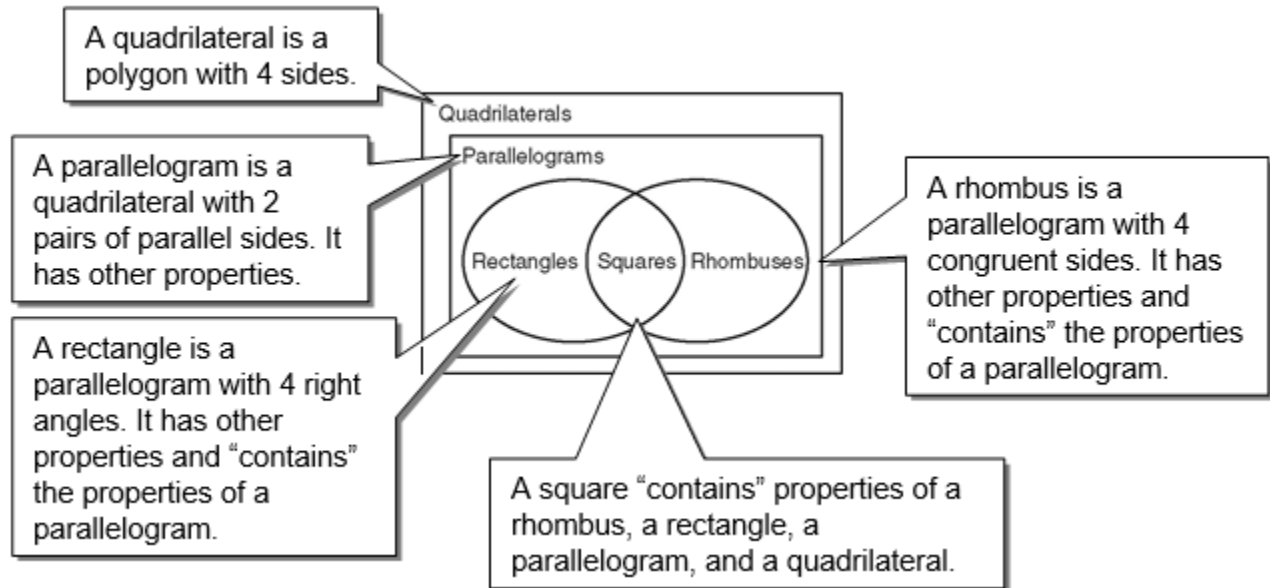 A quadrilateral is a
polygon with 4 sides.
Quadrilaterals
A parallelogram is a
quadrilateral with 2
pairs of parallel sides. It
has other properties.
Parallelograms
A rhombus is a
parallelogram with 4
congruent sides. It has
other properties and
“contains” the properties
of a parallelogram.
Rectangles
Squares
Rhombuses
A rectangle is a
parallelogram with 4 right
angles. It has other
properties and “contains”
the properties of a
parallelogram.
A square “contains” properties of a
rhombus, a rectangle, a
parallelogram, and a quadrilateral.